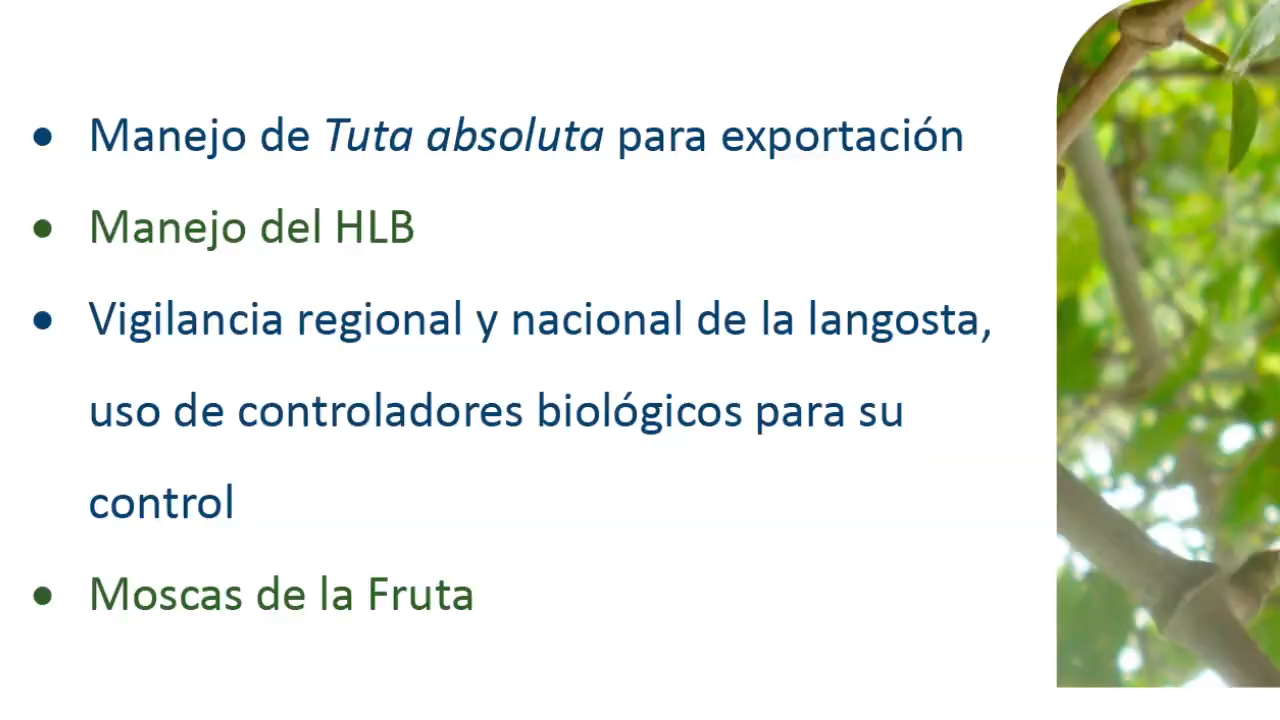 • Manejo de Tuta absoluta para exportación
• Manejo del HLB
• Vigilancia regional y nacional de la langosta,
uso de controladores biológicos para su
control
• Moscas de la Fruta